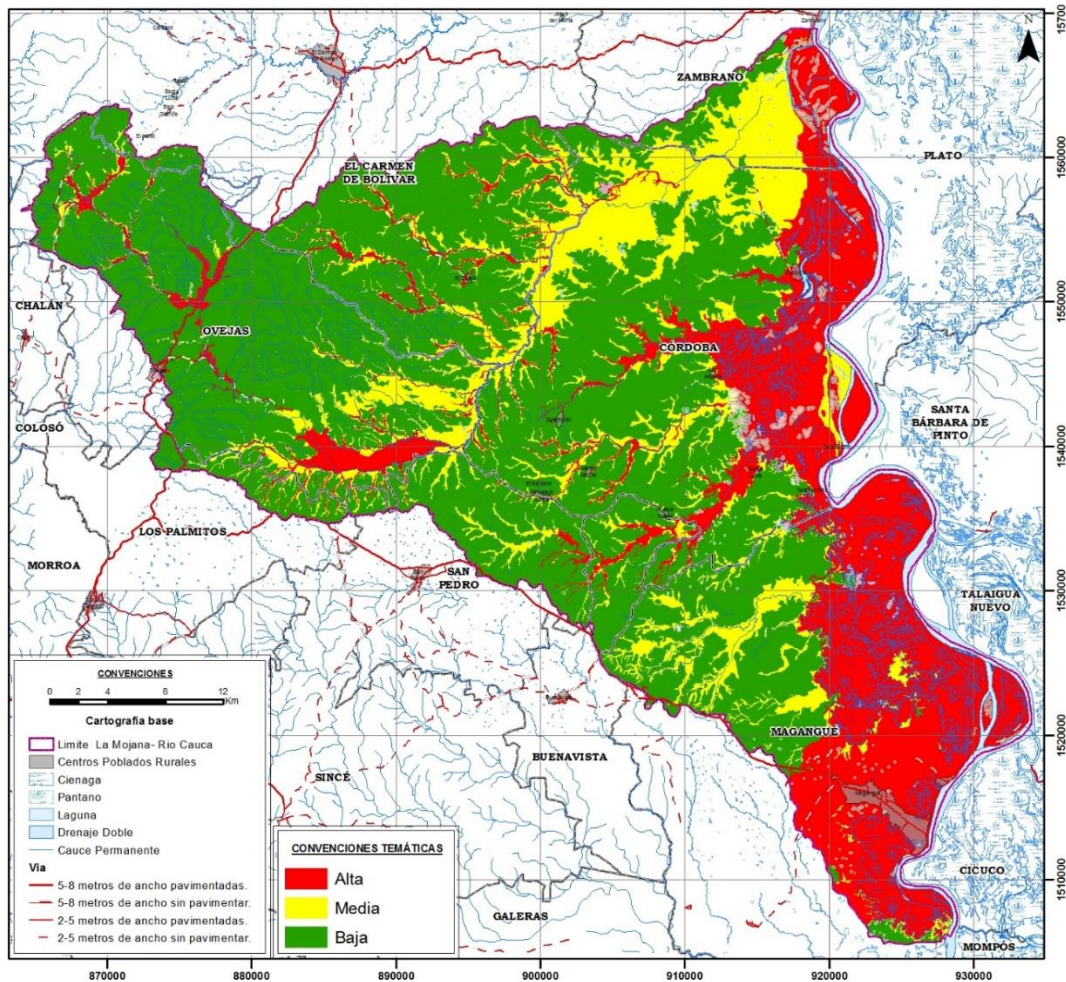 N
ZAMBRANO
PLATO
EL CARMEN
DE BOLÍVAR
CHALÁN
OVEJAS
CÓRDOBA
COLOSÓ
SANTA
BÁRBARA DE
PINTO
LOS PALMITOS
MORROA
SAN
PEDRO
TALAIGUA
NUEVO
MAGANGUÉ
BUENAVISTA
SINCÉ
CICUCO
GALERAS
MOMPÓS
1560000
1550000
1540000
1530000
1520000
1510000
CONVENCIONES
0 2 4 8 12
Km
Cartografia base
Limite La Mojana- Rio Cauca
Centros Poblados Rurales
Cienaga
Pantano
Laguna
Drenaje Doble
Cauce Permanente
Via
5-8 metros de ancho pavimentadas.
5-8 metros de ancho sin pavimentar.
2-5 metros de ancho pavimentadas.
2-5 metros de ancho sin pavimentar.
CONVENCIONES TEMÁTICAS
Alta
Media
Baja
870000 880000 890000 900000 910000 920000 930000